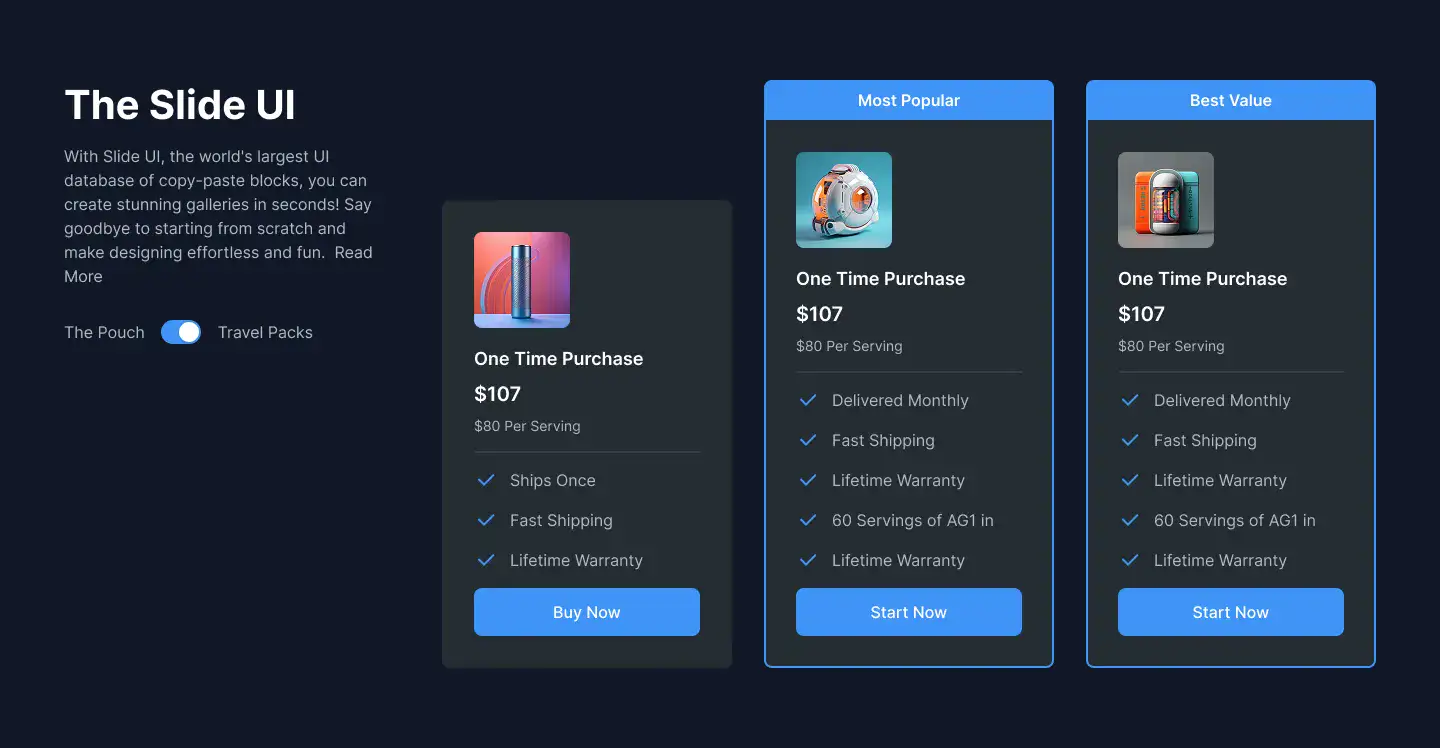 The Slide UI
With Slide UI, the world's largest UI
database of copy-paste blocks, you can
create stunning galleries in seconds! Say
goodbye to starting from scratch and
make designing effortless and fun.  Read
More
The Pouch
Travel Packs
One Time Purchase
$107
$80 Per Serving
Ships Once
Fast Shipping
Lifetime Warranty
Buy Now
Most Popular
One Time Purchase
$107
$80 Per Serving
Delivered Monthly
Fast Shipping
Lifetime Warranty
60 Servings of AG1 in
Lifetime Warranty
Start Now
Best Value
One Time Purchase
$107
$80 Per Serving
Delivered Monthly
Fast Shipping
Lifetime Warranty
60 Servings of AG1 in
Lifetime Warranty
Start Now